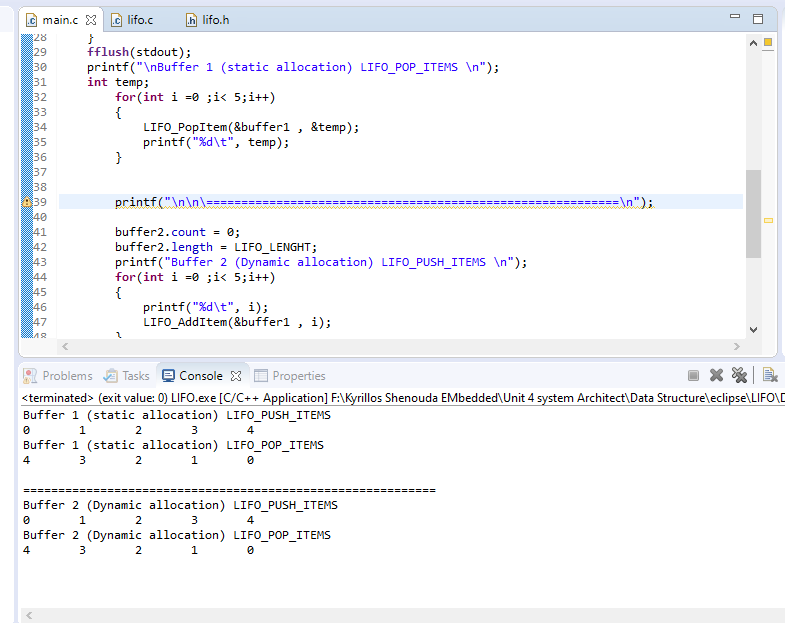 main.c lifo.c lifo.h
28 }
29 fflush(stdout);
30 printf("\nBuffer 1 (static allocation) LIFO_POP_ITEMS \n");
31 int temp;
32 for(int i =0 ;i< 5;i++)
33 {
34 LIFO_PopItem(&buffer1 , &temp);
35 printf("%d\t", temp);
36 }
37
38
39 printf("\n\n\===========================================================\n");
40
41 buffer2.count = 0;
42 buffer2.length = LIFO_LENGHT;
43 printf("Buffer 2 (Dynamic allocation) LIFO_PUSH_ITEMS \n");
44 for(int i =0 ;i< 5;i++)
45 {
46 printf("%d\t", i);
47 LIFO_AddItem(&buffer1 , i);
48 }
Problems Tasks Console Properties
<terminated> (exit value: 0) LIFO.exe [C/C++ Application] F:\Kyrillos Shenouda EMbedded\Unit 4 system Architect\Data Structure\eclipse\LIFO\D
Buffer 1 (static allocation) LIFO_PUSH_ITEMS
0 1 2 3 4
Buffer 1 (static allocation) LIFO_POP_ITEMS
4 3 2 1 0
===========================================================
Buffer 2 (Dynamic allocation) LIFO_PUSH_ITEMS
0 1 2 3 4
Buffer 2 (Dynamic allocation) LIFO_POP_ITEMS
4 3 2 1 0